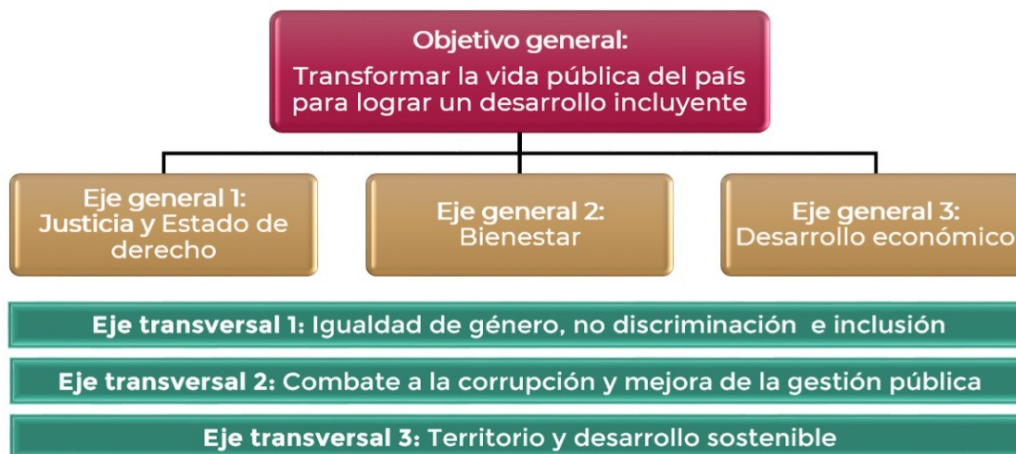 Objetivo general:
Transformar la vida pública del país
para lograr un desarrollo incluyente
Eje general 1:
Justicia y Estado de
derecho
Eje general 2:
Bienestar
Eje general 3:
Desarrollo económico
Eje transversal 1: Igualdad de género, no discriminación e inclusión
Eje transversal 2: Combate a la corrupción y mejora de la gestión pública
Eje transversal 3: Territorio y desarrollo sostenible